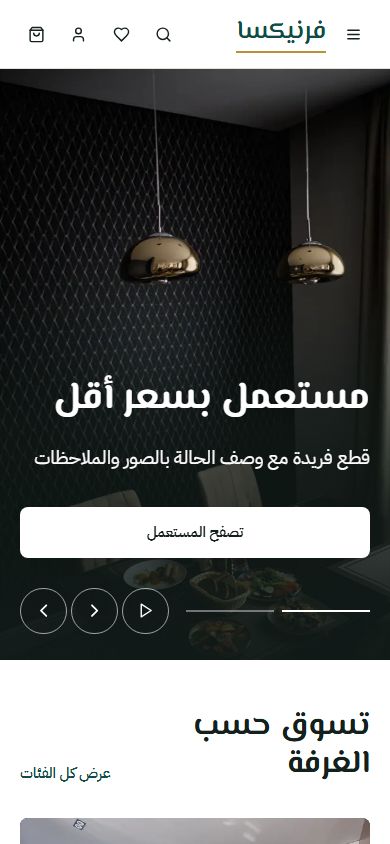 فرنيكسا
مستعمل بسعر أقل
قطع فريدة مع وصف الحالة بالصور والملاحظات
تصفح المستعمل
تسوق حسب
الغرفة
عرض كل الفئات